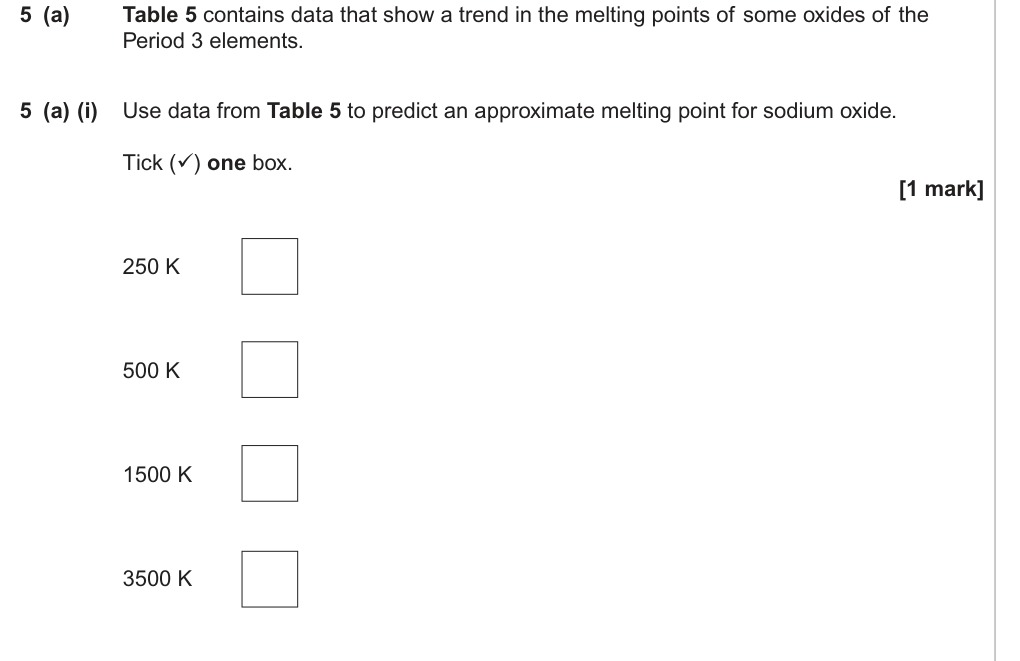 5 (a) Table 5 contains data that show a trend in the melting points of some oxides of the
Period 3 elements.
5 (a) (i) Use data from Table 5 to predict an approximate melting point for sodium oxide.
Tick (✓) one box.
[1 mark]
250 K
500 K
1500 K
3500 K